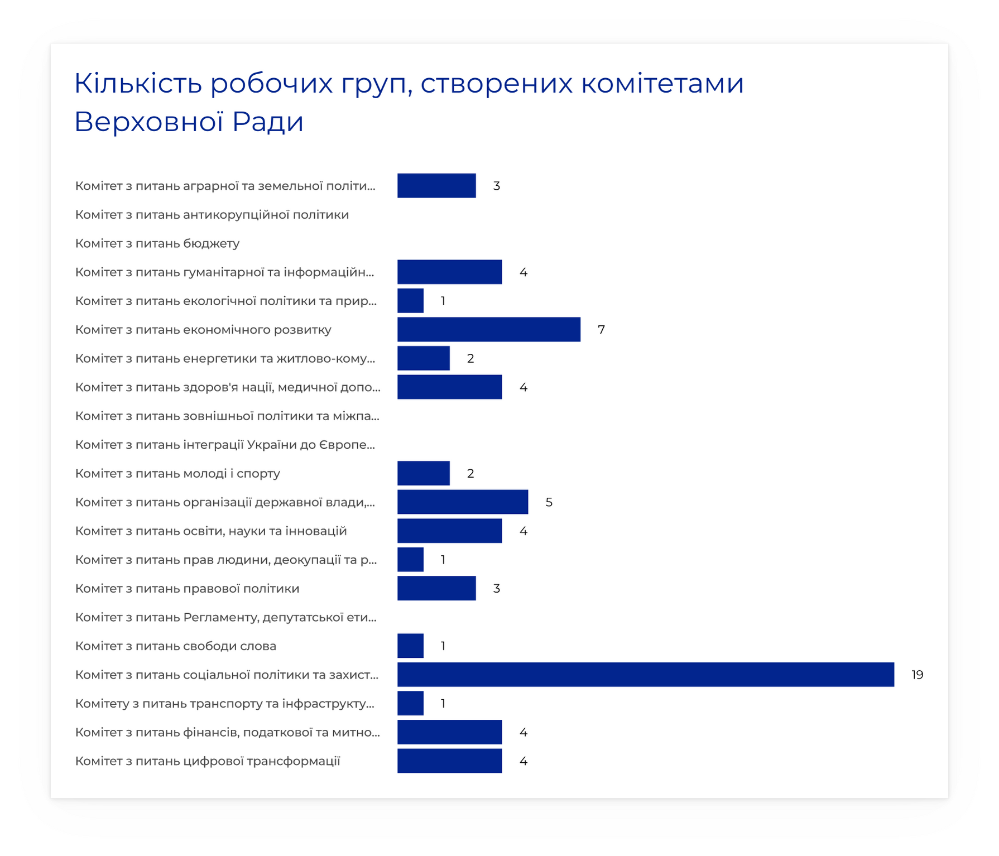 Кількість робочих груп, створених комітетами
Верховної Ради
Комітет з питань аграрної та земельної політи... 3
Комітет з питань антикорупційної політики
Комітет з питань бюджету
Комітет з питань гуманітарної та інформаційн... 4
Комітет з питань екологічної політики та прир... 1
Комітет з питань економічного розвитку 7
Комітет з питань енергетики та житлово-кому... 2
Комітет з питань здоров'я нації, медичної допо... 4
Комітет з питань зовнішньої політики та міжпа...
Комітет з питань інтеграції України до Європе...
Комітет з питань молоді і спорту 2
Комітет з питань організації державної влади,... 5
Комітет з питань освіти, науки та інновацій 4
Комітет з питань прав людини, деокупації та р... 1
Комітет з питань правової політики 3
Комітет з питань Регламенту, депутатської ети...
Комітет з питань свободи слова 1
Комітет з питань соціальної політики та захист... 19
Комітету з питань транспорту та інфраструкту... 1
Комітет з питань фінансів, податкової та митно... 4
Комітет з питань цифрової трансформації 4